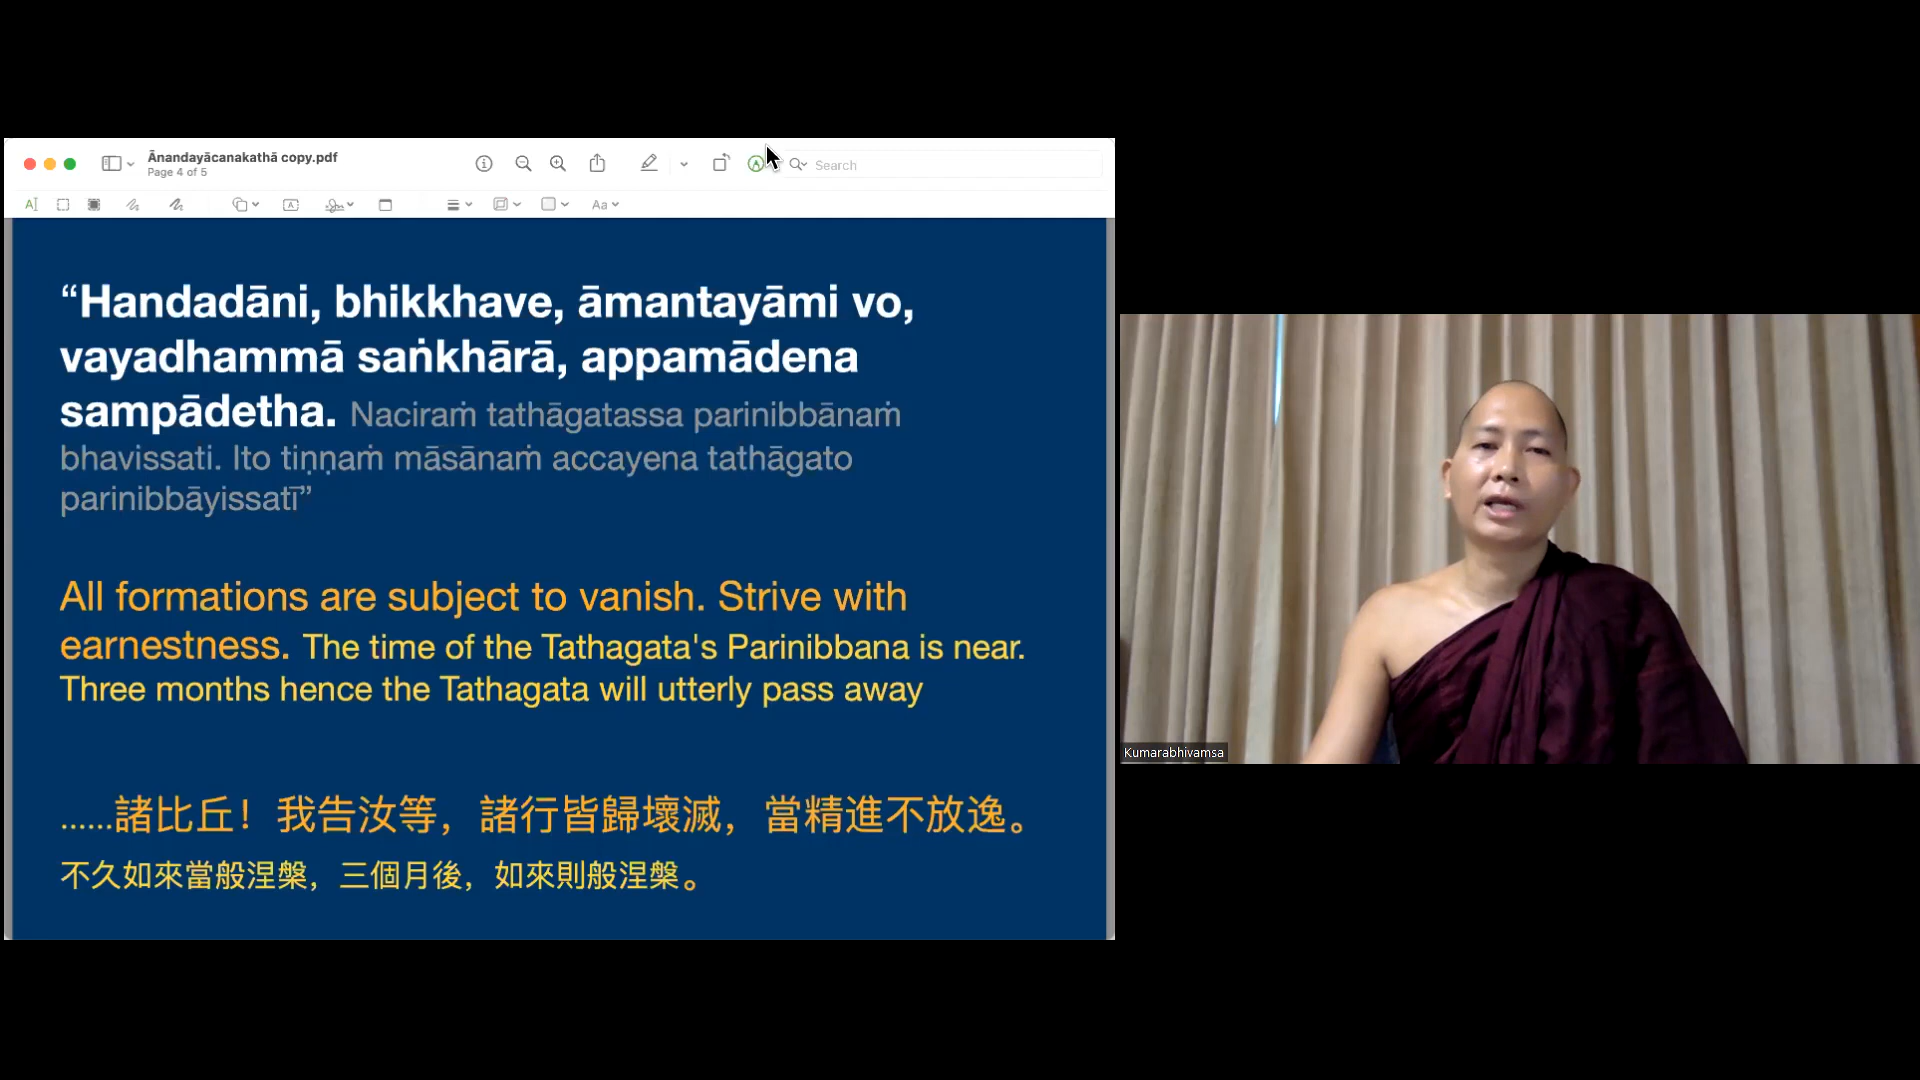 Ānandayācanakathā copy.pdf
Page 4 of 5
Search
Aa
“Handadāni, bhikkhave, āmantayāmi vo,
vayadhammā saṅkhārā, appamādena
sampādetha. Naciraṁ tathāgatassa parinibbānaṁ
bhavissati. Ito tiṇṇaṁ māsānaṁ accayena tathāgato
parinibbāyissatī”
All formations are subject to vanish. Strive with
earnestness. The time of the Tathagata's Parinibbana is near.
Three months hence the Tathagata will utterly pass away
......諸比丘！我告汝等，諸行皆歸壞滅，當精進不放逸。
不久如來當般涅槃，三個月後，如來則般涅槃。
Kumarabhivamsa